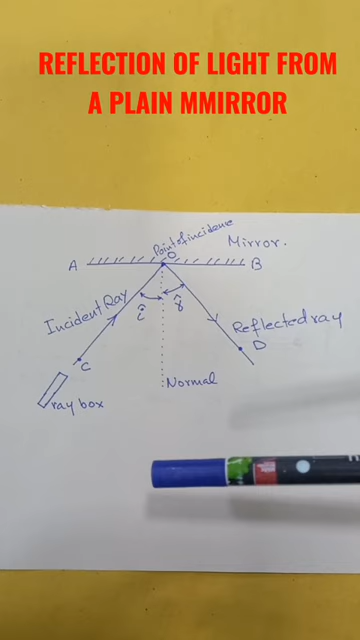 REFLECTION OF LIGHT FROM
A PLAIN MMIRROR
Point of incidence
O
Mirror.
A
B
Incident Ray
î
r̂
Reflected ray
D
C
Normal
ray box